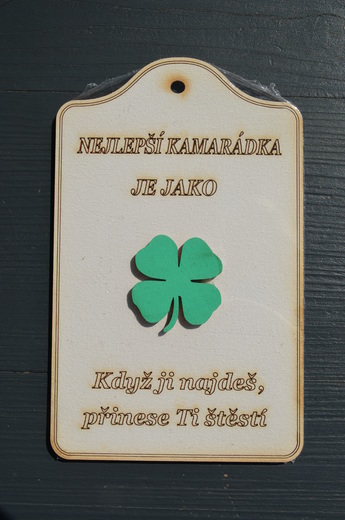 NEJLEPŠÍ KAMARÁDKA
JE JAKO
Když ji najdeš,
přinese Ti štěstí